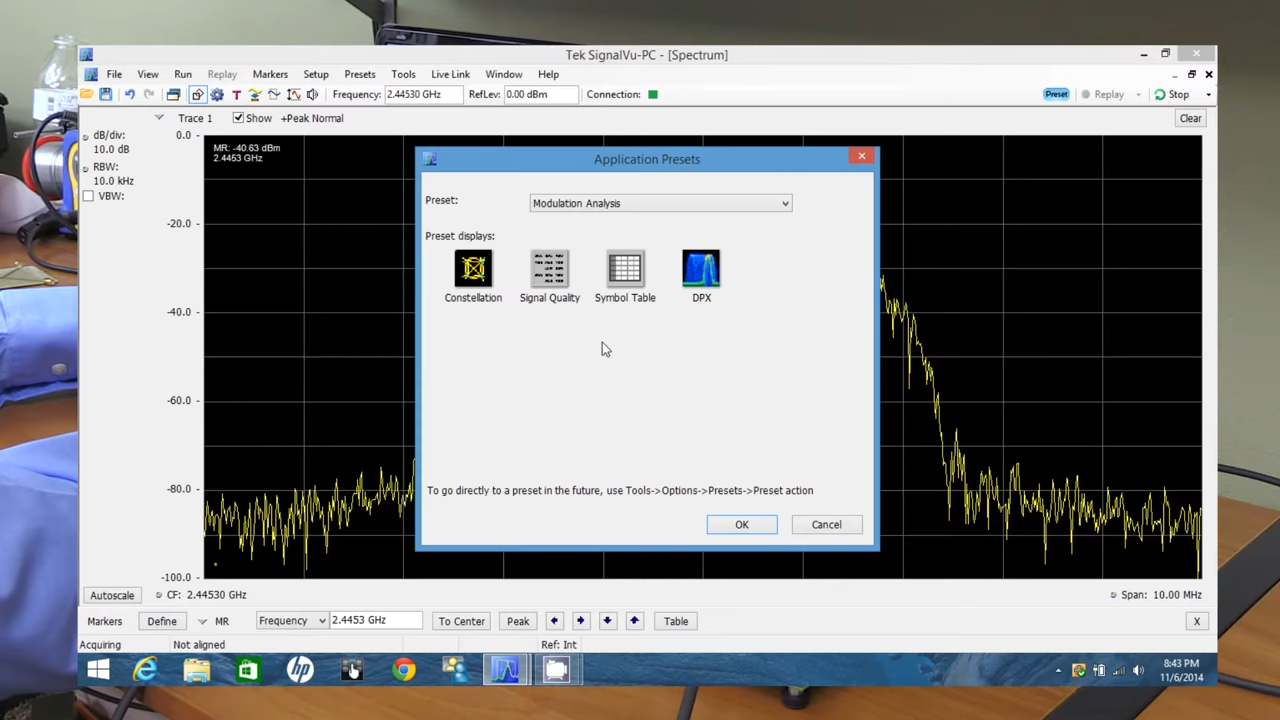 Tek SignalVu-PC - [Spectrum]
File View Run Replay Markers Setup Presets Tools Live Link Window Help
Frequency: 2.44530 GHz RefLev: 0.00 dBm Connection: Preset Replay Stop
Trace 1 Show +Peak Normal Clear
dB/div:
10.0 dB
RBW:
10.0 kHz
VBW:
0.0
-20.0
-40.0
-60.0
-80.0
-100.0
MR: -40.63 dBm
2.4453 GHz
Application Presets
Preset: Modulation Analysis
Preset displays:
Constellation Signal Quality Symbol Table DPX
To go directly to a preset in the future, use Tools->Options->Presets->Preset action
OK Cancel
Autoscale CF: 2.44530 GHz Span: 10.00 MHz
Markers Define MR Frequency 2.4453 GHz To Center Peak Table X
Acquiring Not aligned Ref: Int
8:43 PM
11/6/2014